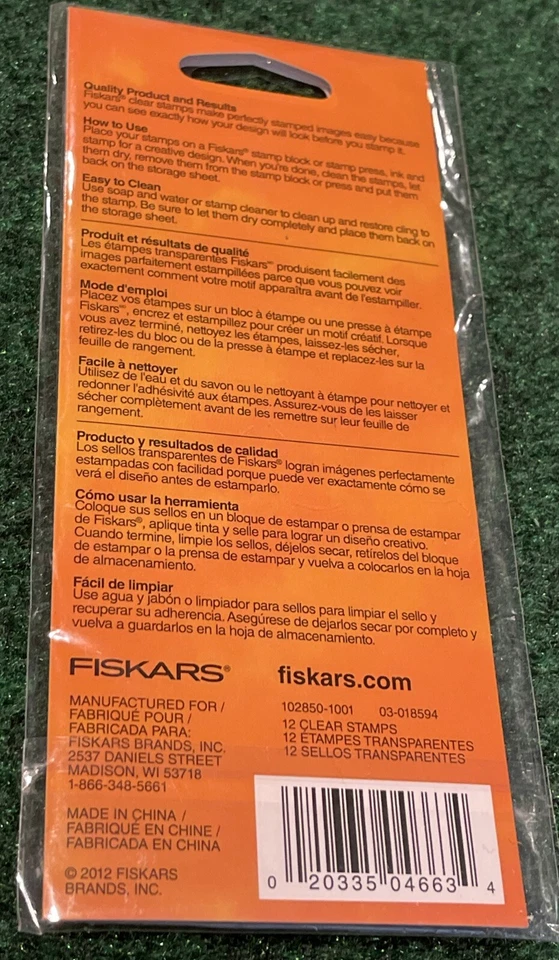 Quality Product and Results
Fiskars® clear stamps make perfectly stamped images easy because
you can see exactly how your design will look before you stamp it.
How to Use
Place your stamps on a Fiskars® stamp block or stamp press, ink and
stamp for a creative design. When you're done, clean the stamps, let
them dry, remove them from the stamp block or press and put them
back on the storage sheet.
Easy to Clean
Use soap and water or stamp cleaner to clean up and restore cling to
the stamp. Be sure to let them dry completely and place them back on
the storage sheet.
Produit et résultats de qualité
Les étampes transparentes Fiskars® produisent facilement des
images parfaitement estampillées parce que vous pouvez voir
exactement comment votre motif apparaîtra avant de l'estampiller.
Mode d'emploi
Placez vos étampes sur un bloc à étampe ou une presse à étampe
Fiskars®, encrez et estampillez pour créer un motif créatif. Lorsque
vous avez terminé, nettoyez les étampes, laissez-les sécher,
retirez-les du bloc ou de la presse à étampe et replacez-les sur la
feuille de rangement.
Facile à nettoyer
Utilisez de l'eau et du savon ou le nettoyant à étampe pour nettoyer et
redonner l'adhésivité aux étampes. Assurez-vous de les laisser
sécher complètement avant de les remettre sur leur feuille de
rangement.
Producto y resultados de calidad
Los sellos transparentes de Fiskars® logran imágenes perfectamente
estampadas con facilidad porque puede ver exactamente cómo se
verá el diseño antes de estamparlo.
Cómo usar la herramienta
Coloque sus sellos en un bloque de estampar o prensa de estampar
de Fiskars®, aplique tinta y selle para lograr un diseño creativo.
Cuando termine, limpie los sellos, déjelos secar, retírelos del bloque
de estampar o la prensa de estampar y vuelva a colocarlos en la hoja
de almacenamiento.
Fácil de limpiar
Use agua y jabón o limpiador para sellos para limpiar el sello y
recuperar su adherencia. Asegúrese de dejarlos secar por completo y
vuelva a guardarlos en la hoja de almacenamiento.
FISKARS®
fiskars.com
MANUFACTURED FOR /
FABRIQUÉ POUR /
FABRICADA PARA:
FISKARS BRANDS, INC.
2537 DANIELS STREET
MADISON, WI 53718
1-866-348-5661
MADE IN CHINA /
FABRIQUÉ EN CHINE /
FABRICADA EN CHINA
© 2012 FISKARS
BRANDS, INC.
102850-1001 03-018594
12 CLEAR STAMPS
12 ÉTAMPES TRANSPARENTES
12 SELLOS TRANSPARENTES
0 20335 04663 4